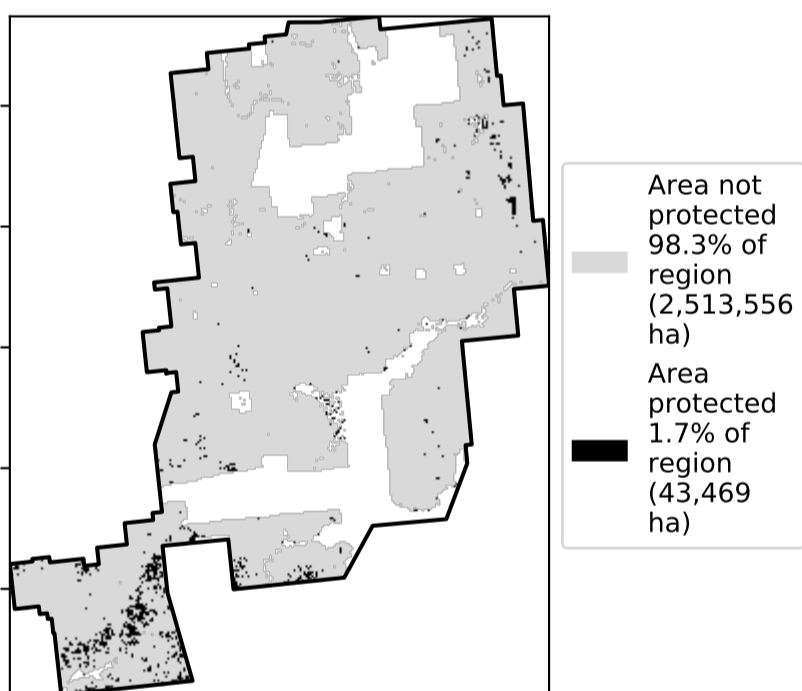 Area not
protected
98.3% of
region
(2,513,556
ha)
Area
protected
1.7% of
region
(43,469
ha)